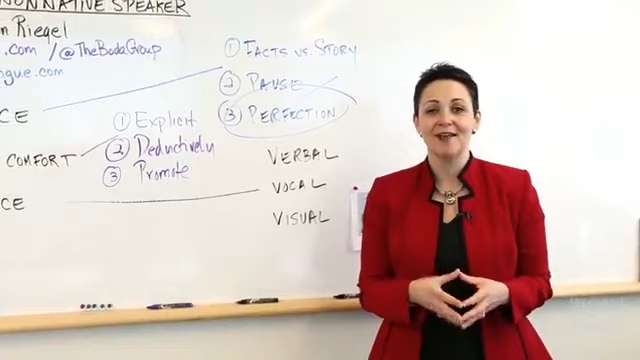 NONNATIVE SPEAKER
n Riegel
.com / @TheBodaGroup
ogue.com
① FACTS VS. STORY
② PAUSE
③ PERFECTION
CE
① Explicit
② Deductively
③ Promote
COMFORT
VERBAL
VOCAL
VISUAL
CE